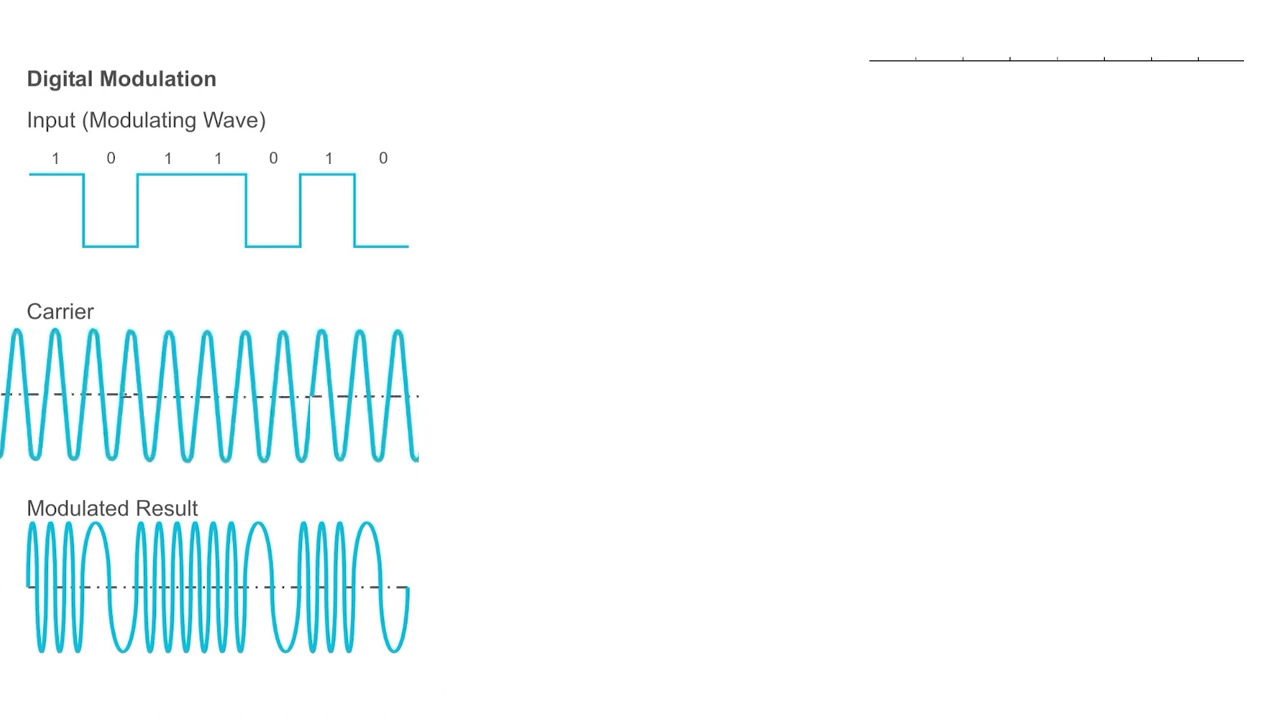 Digital Modulation
Input (Modulating Wave)
1 0 1 1 0 1 0
Carrier
Modulated Result